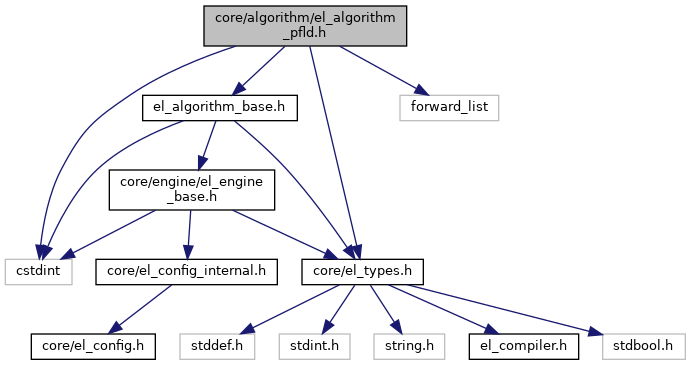 core/algorithm/el_algorithm
_pfld.h
el_algorithm_base.h
forward_list
core/engine/el_engine
_base.h
cstdint
core/el_config_internal.h
core/el_types.h
core/el_config.h
stddef.h
stdint.h
string.h
el_compiler.h
stdbool.h